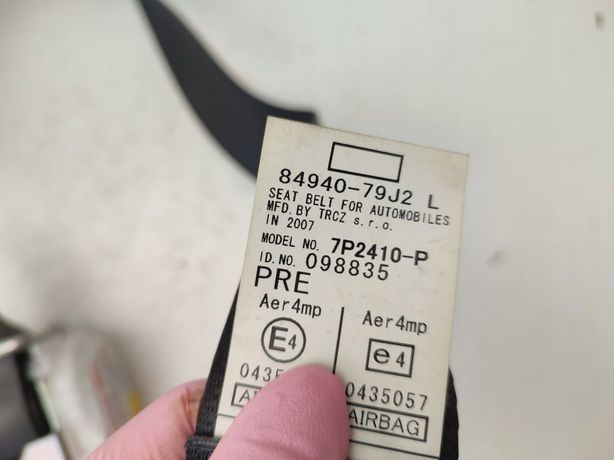 84940-79J2 L
SEAT BELT FOR AUTOMOBILES
MFD. BY TRCZ s.r.o.
IN 2007
MODEL NO. 7P2410-P
ID. NO. 098835
PRE
Aer4mp Aer4mp
E4 e4
0435 0435057
AIRBAG